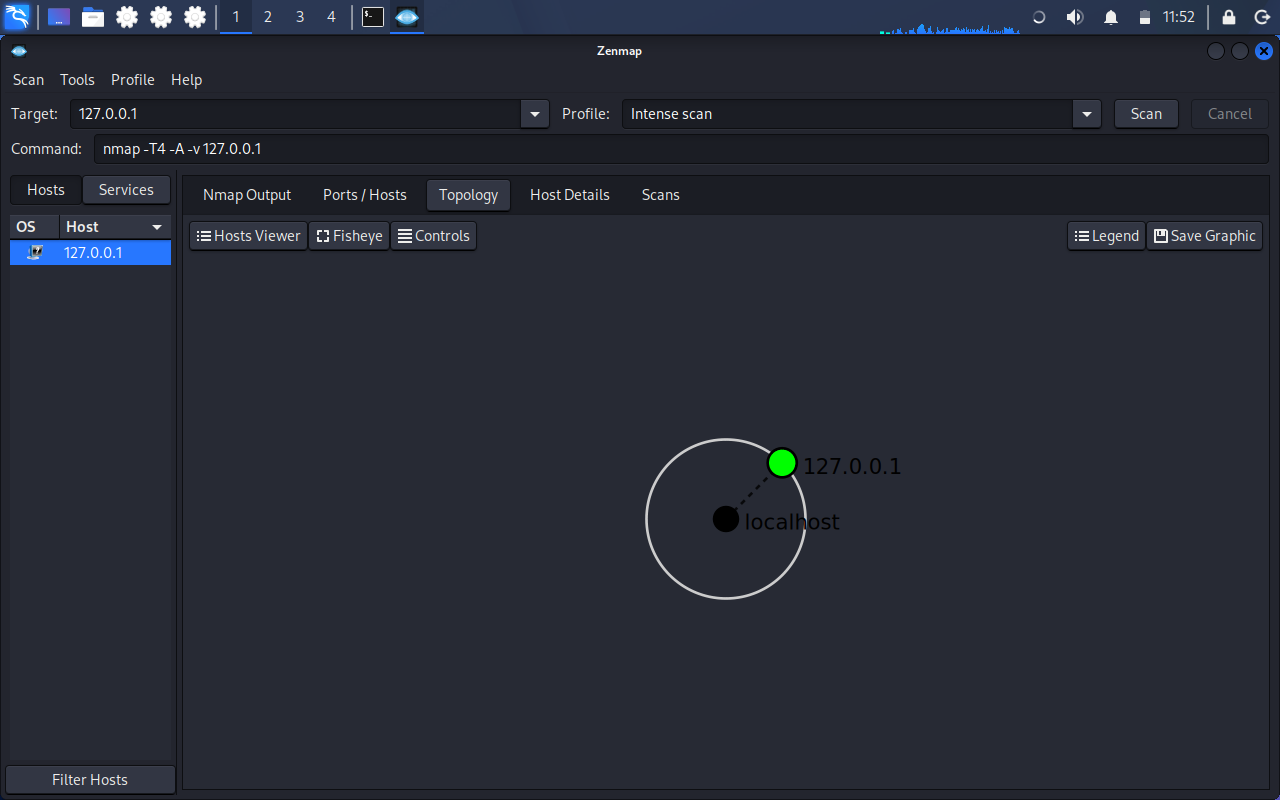 1 2 3 4 11:52
Zenmap
Scan Tools Profile Help
Target: 127.0.0.1 Profile: Intense scan Scan Cancel
Command: nmap -T4 -A -v 127.0.0.1
Hosts Services
Nmap Output Ports / Hosts Topology Host Details Scans
OS Host
Hosts Viewer Fisheye Controls Legend Save Graphic
127.0.0.1
127.0.0.1
localhost
Filter Hosts